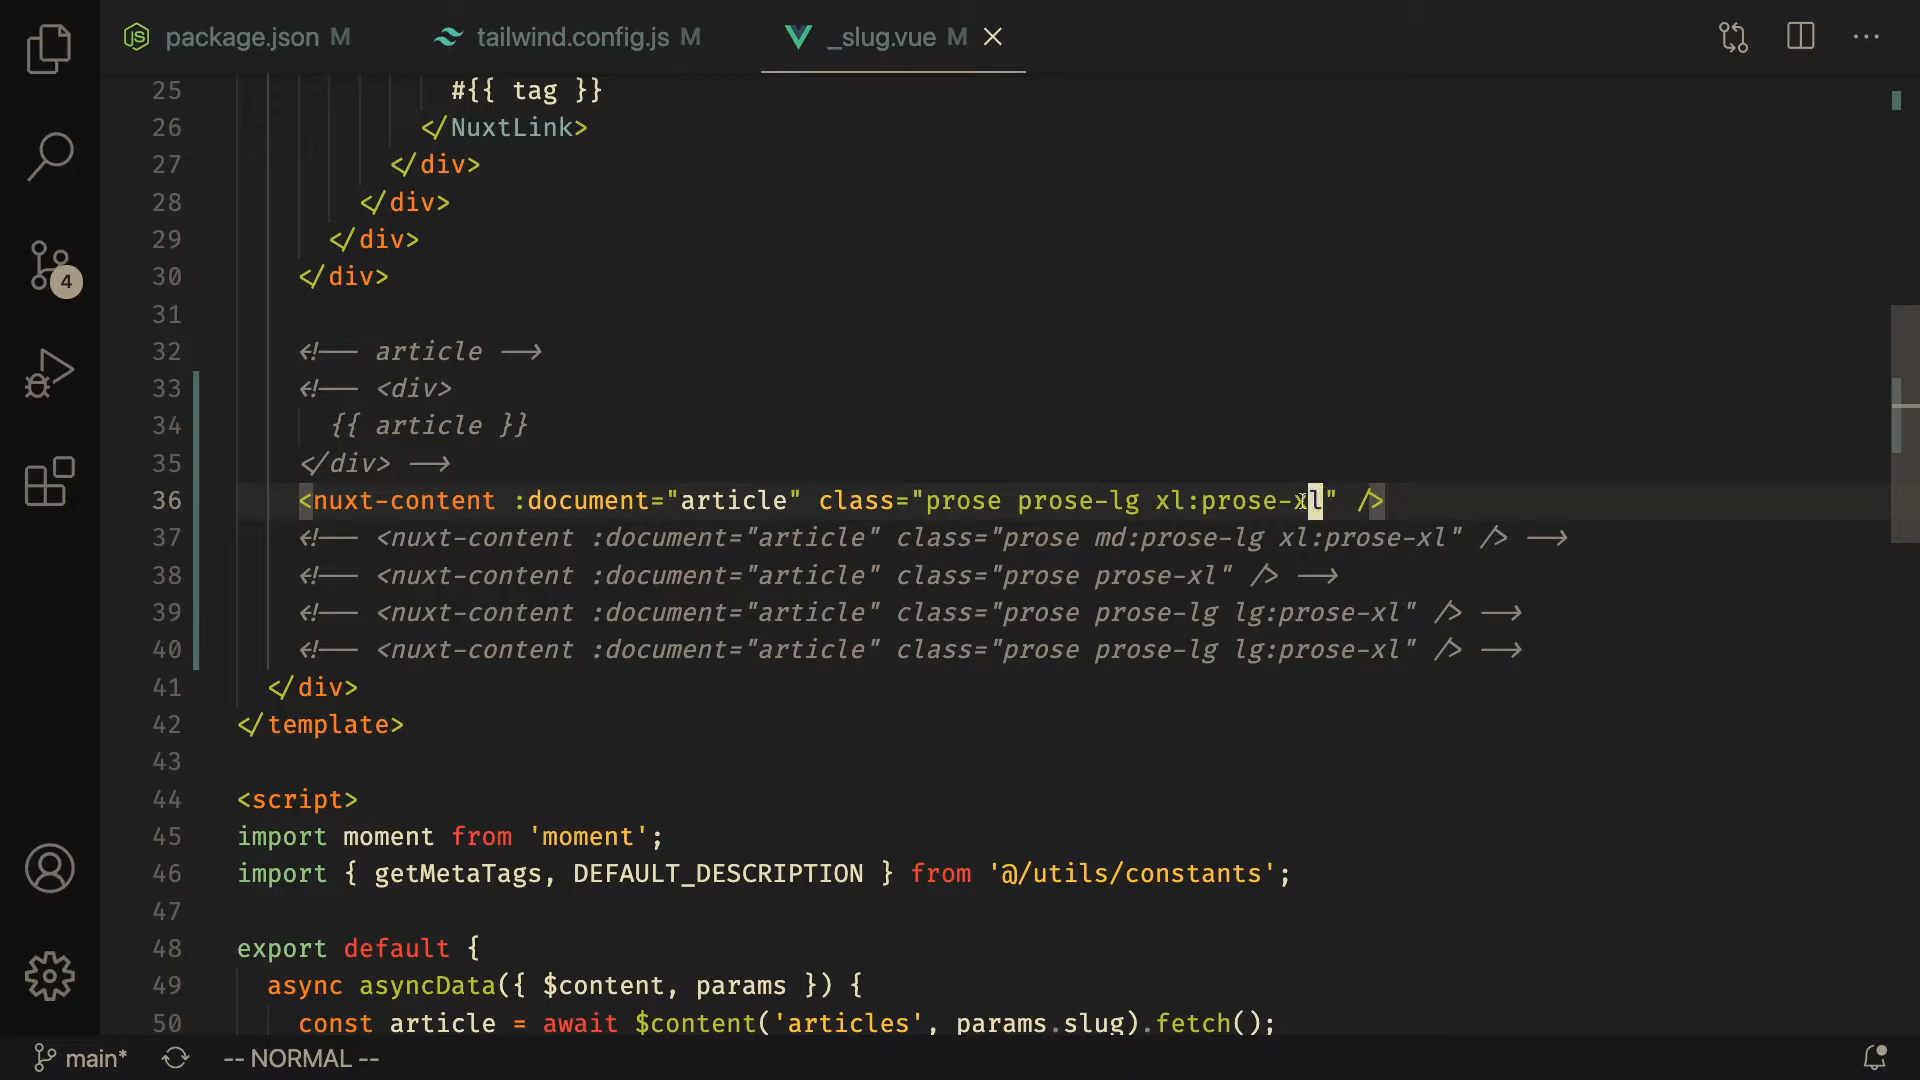 package.json M
tailwind.config.js M
_slug.vue M
25 #{{ tag }}
26 </NuxtLink>
27 </div>
28 </div>
29 </div>
30 </div>
31
32 <!-- article -->
33 <!-- <div>
34 {{ article }}
35 </div> -->
36 <nuxt-content :document="article" class="prose prose-lg xl:prose-xl" />
37 <!-- <nuxt-content :document="article" class="prose md:prose-lg xl:prose-xl" /> -->
38 <!-- <nuxt-content :document="article" class="prose prose-xl" /> -->
39 <!-- <nuxt-content :document="article" class="prose prose-lg lg:prose-xl" /> -->
40 <!-- <nuxt-content :document="article" class="prose prose-lg lg:prose-xl" /> -->
41 </div>
42 </template>
43
44 <script>
45 import moment from 'moment';
46 import { getMetaTags, DEFAULT_DESCRIPTION } from '@/utils/constants';
47
48 export default {
49 async asyncData({ $content, params }) {
50 const article = await $content('articles', params.slug).fetch();
4
main* -- NORMAL --